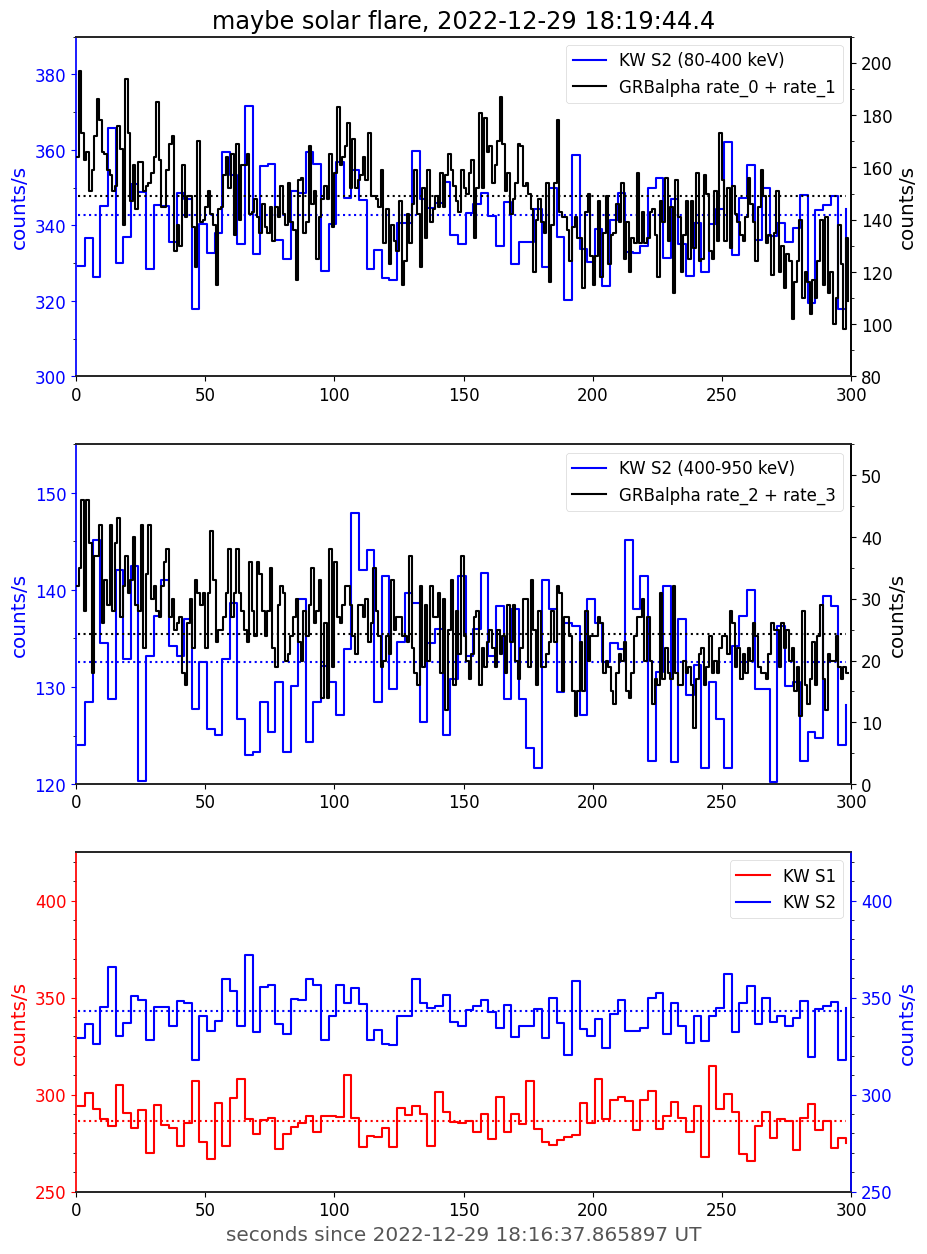 maybe solar flare, 2022-12-29 18:19:44.4
KW S2 (80-400 keV)
GRBalpha rate_0 + rate_1
380
360
340
320
300
counts/s
200
180
160
140
120
100
80
counts/s
0 50 100 150 200 250 300
KW S2 (400-950 keV)
GRBalpha rate_2 + rate_3
150
140
130
120
counts/s
50
40
30
20
10
0
counts/s
0 50 100 150 200 250 300
KW S1
KW S2
400
350
300
250
counts/s
400
350
300
250
counts/s
0 50 100 150 200 250 300
seconds since 2022-12-29 18:16:37.865897 UT